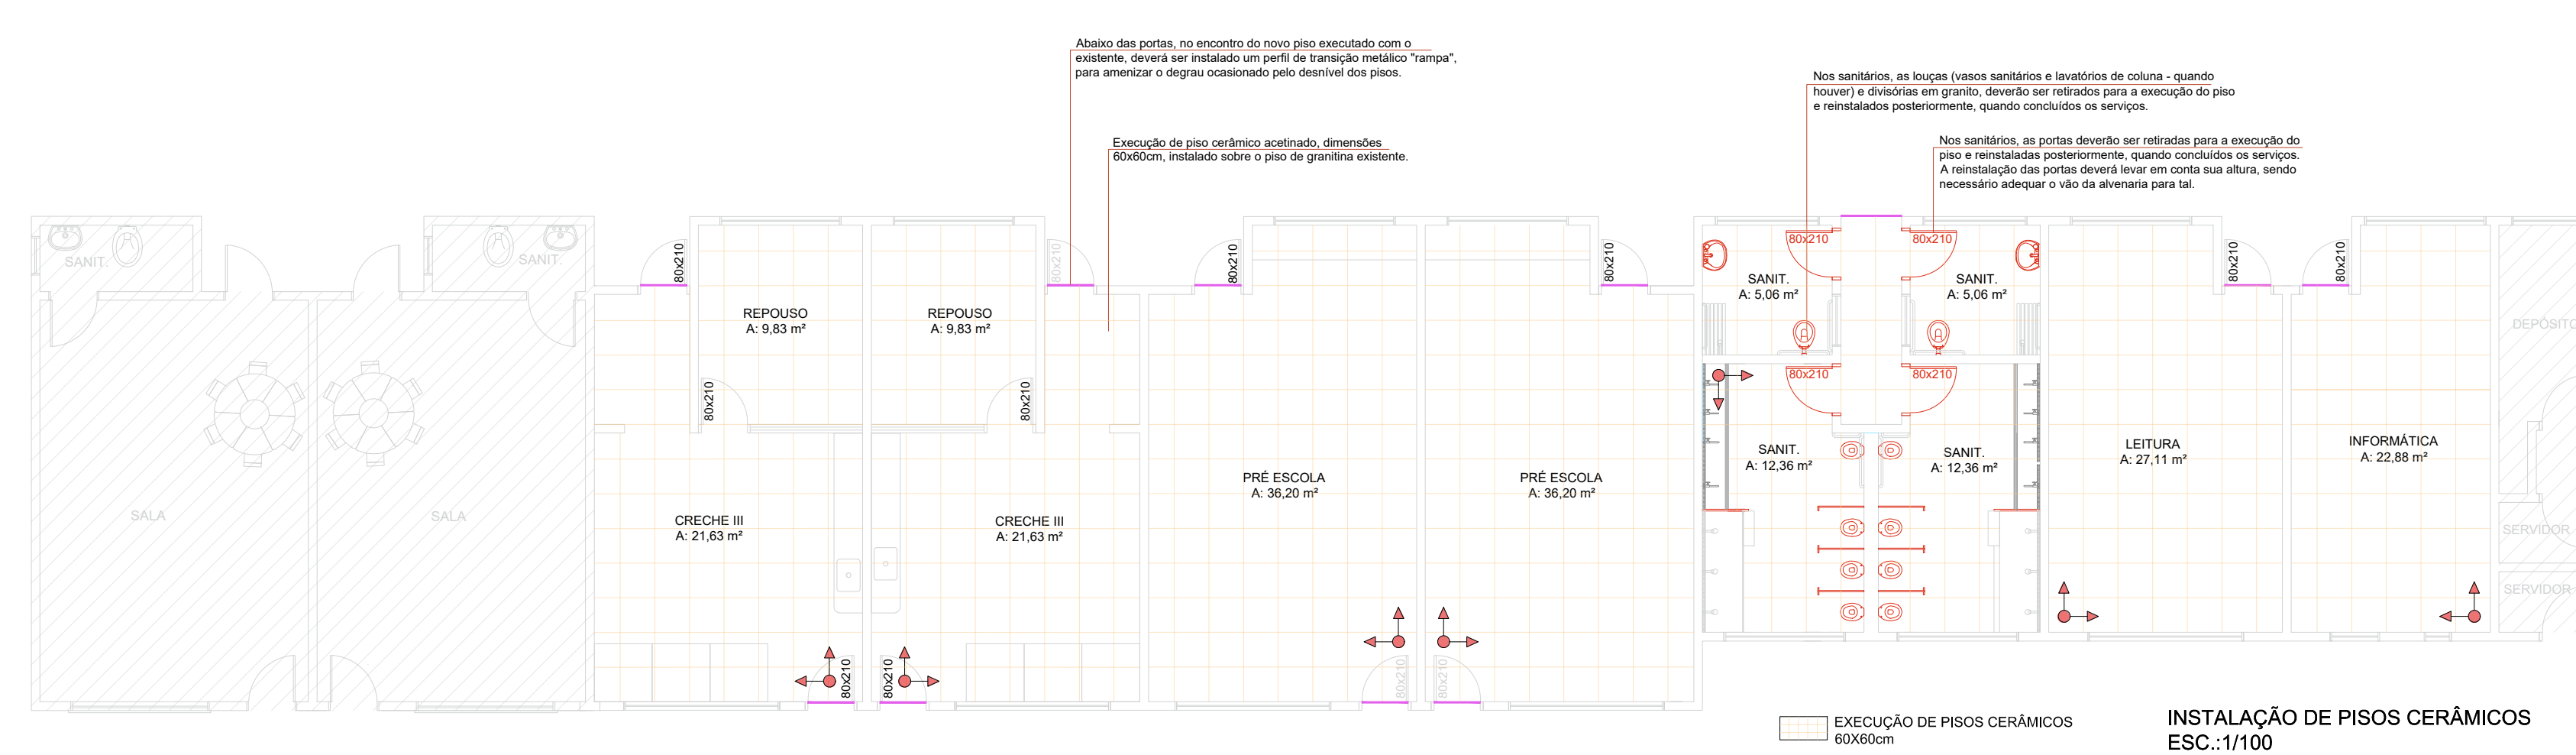 Abaixo das portas, no encontro do novo piso executado com o
existente, deverá ser instalado um perfil de transição metálico "rampa",
para amenizar o degrau ocasionado pelo desnível dos pisos.
Execução de piso cerâmico acetinado, dimensões
60x60cm, instalado sobre o piso de granitina existente.
Nos sanitários, as louças (vasos sanitários e lavatórios de coluna - quando
houver) e divisórias em granito, deverão ser retirados para a execução do piso
e reinstalados posteriormente, quando concluídos os serviços.
Nos sanitários, as portas deverão ser retiradas para a execução do
piso e reinstaladas posteriormente, quando concluídos os serviços.
A reinstalação das portas deverá levar em conta sua altura, sendo
necessário adequar o vão da alvenaria para tal.
SANIT.
SANIT.
SALA
SALA
80x210
REPOUSO
A: 9,83 m²
80x210
REPOUSO
A: 9,83 m²
80x210
80x210
CRECHE III
A: 21,63 m²
80x210
CRECHE III
A: 21,63 m²
80x210
80x210
PRÉ ESCOLA
A: 36,20 m²
80x210
80x210
PRÉ ESCOLA
A: 36,20 m²
80x210
80x210
80x210
SANIT.
A: 5,06 m²
80x210
SANIT.
A: 5,06 m²
80x210
SANIT.
A: 12,36 m²
80x210
SANIT.
A: 12,36 m²
LEITURA
A: 27,11 m²
80x210
80x210
INFORMÁTICA
A: 22,88 m²
DEPÓSITO
SERVIDOR
SERVIDOR
EXECUÇÃO DE PISOS CERÂMICOS
60X60cm
INSTALAÇÃO DE PISOS CERÂMICOS
ESC.:1/100